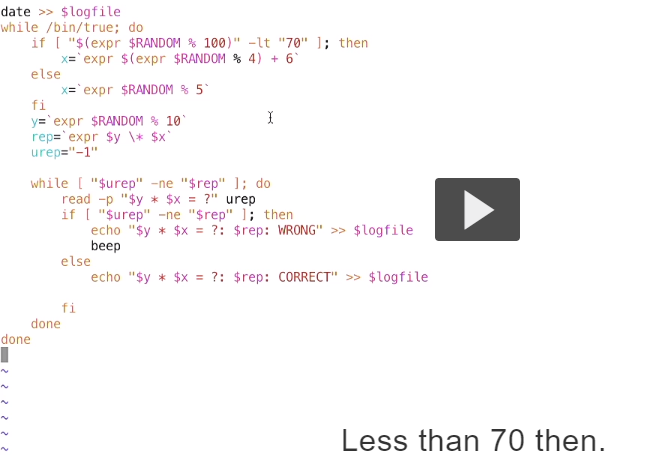 date >> $logfile
while /bin/true; do
    if [ "$(expr $RANDOM % 100)" -lt "70" ]; then
        x=`expr $(expr $RANDOM % 4) + 6`
    else
        x=`expr $RANDOM % 5`
    fi
    y=`expr $RANDOM % 10`
    rep=`expr $y \* $x`
    urep="-1"

    while [ "$urep" -ne "$rep" ]; do
        read -p "$y * $x = ?" urep
        if [ "$urep" -ne "$rep" ]; then
            echo "$y * $x = ?: $rep: WRONG" >> $logfile
            beep
        else
            echo "$y * $x = ?: $rep: CORRECT" >> $logfile

        fi
    done
done
~
~
~
~
~
~
Less than 70 then.